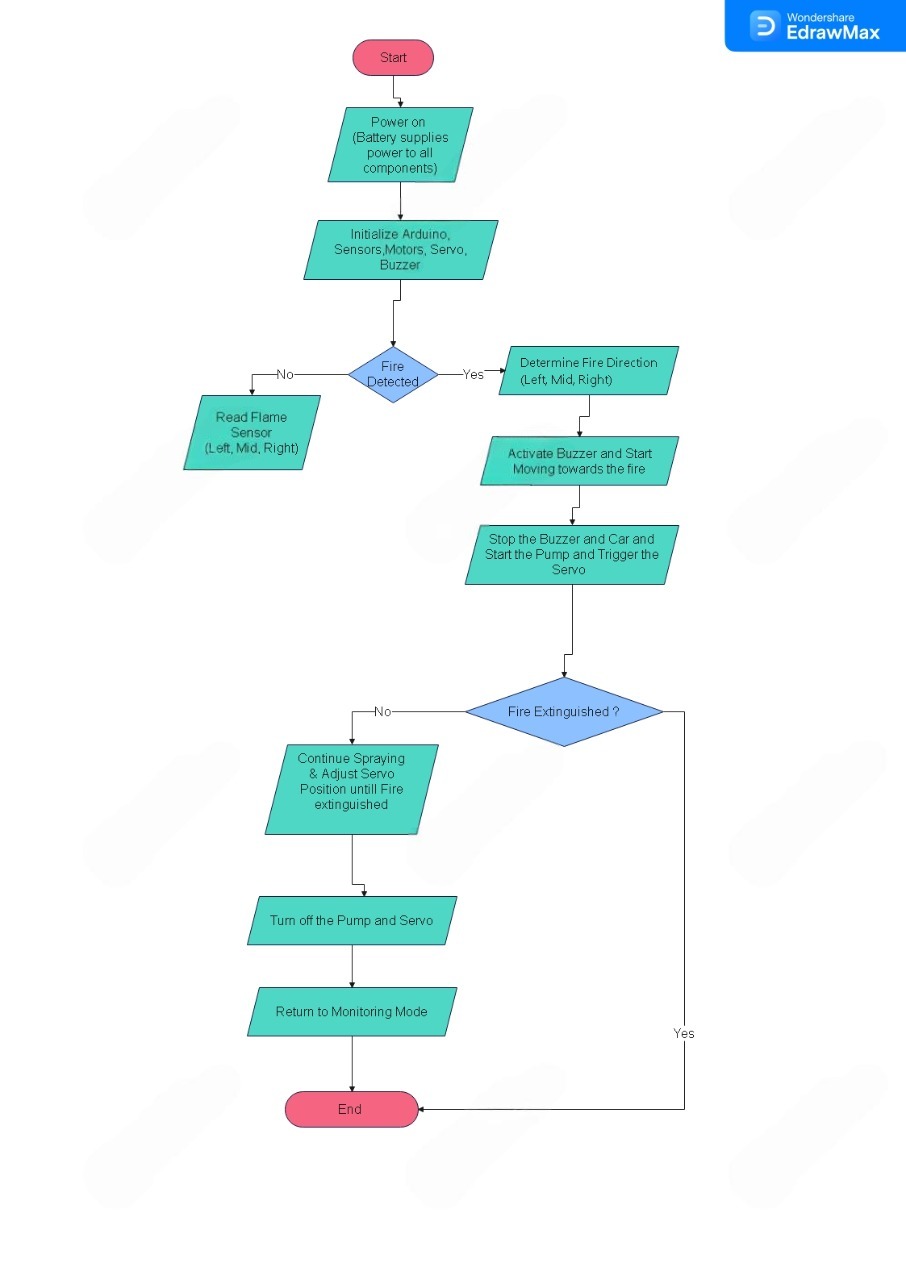 Wondershare
EdrawMax
Start
Power on
(Battery supplies
power to all
components)
Initialize Arduino,
Sensors,Motors, Servo,
Buzzer
Fire
Detected
No
Yes
Read Flame
Sensor
(Left, Mid, Right)
Determine Fire Direction
(Left, Mid, Right)
Activate Buzzer and Start
Moving towards the fire
Stop the Buzzer and Car and
Start the Pump and Trigger the
Servo
Fire Extinguished ?
No
Continue Spraying
& Adjust Servo
Position untill Fire
extinguished
Turn off the Pump and Servo
Return to Monitoring Mode
Yes
End